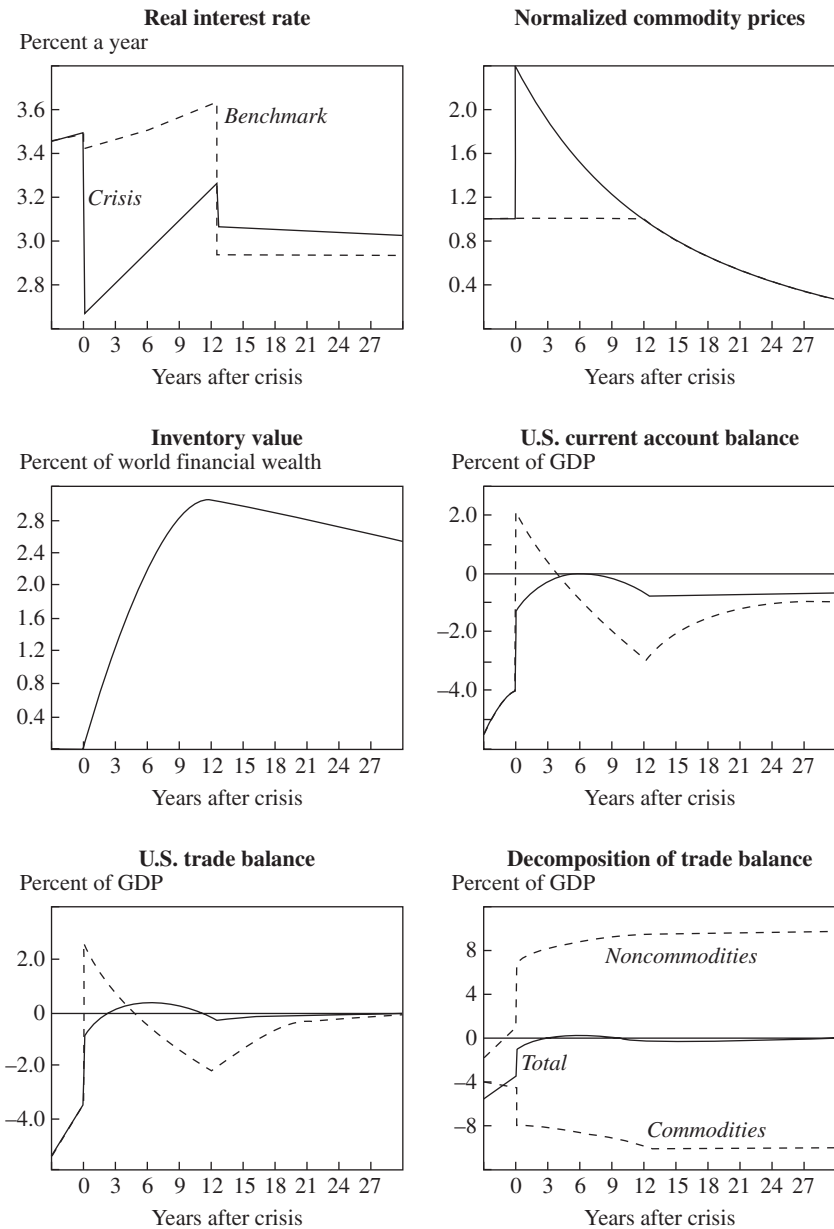 Real interest rate
Percent a year
3.6
3.4
3.2
3.0
2.8
Benchmark
Crisis
0 3 6 9 12 15 18 21 24 27
Years after crisis
Normalized commodity prices
2.0
1.6
1.2
0.8
0.4
0 3 6 9 12 15 18 21 24 27
Years after crisis
Inventory value
Percent of world financial wealth
2.8
2.4
2.0
1.6
1.2
0.8
0.4
0 3 6 9 12 15 18 21 24 27
Years after crisis
U.S. current account balance
Percent of GDP
2.0
0
–2.0
–4.0
0 3 6 9 12 15 18 21 24 27
Years after crisis
U.S. trade balance
Percent of GDP
2.0
0
–2.0
–4.0
0 3 6 9 12 15 18 21 24 27
Years after crisis
Decomposition of trade balance
Percent of GDP
8
4
0
–4
–8
Noncommodities
Total
Commodities
0 3 6 9 12 15 18 21 24 27
Years after crisis